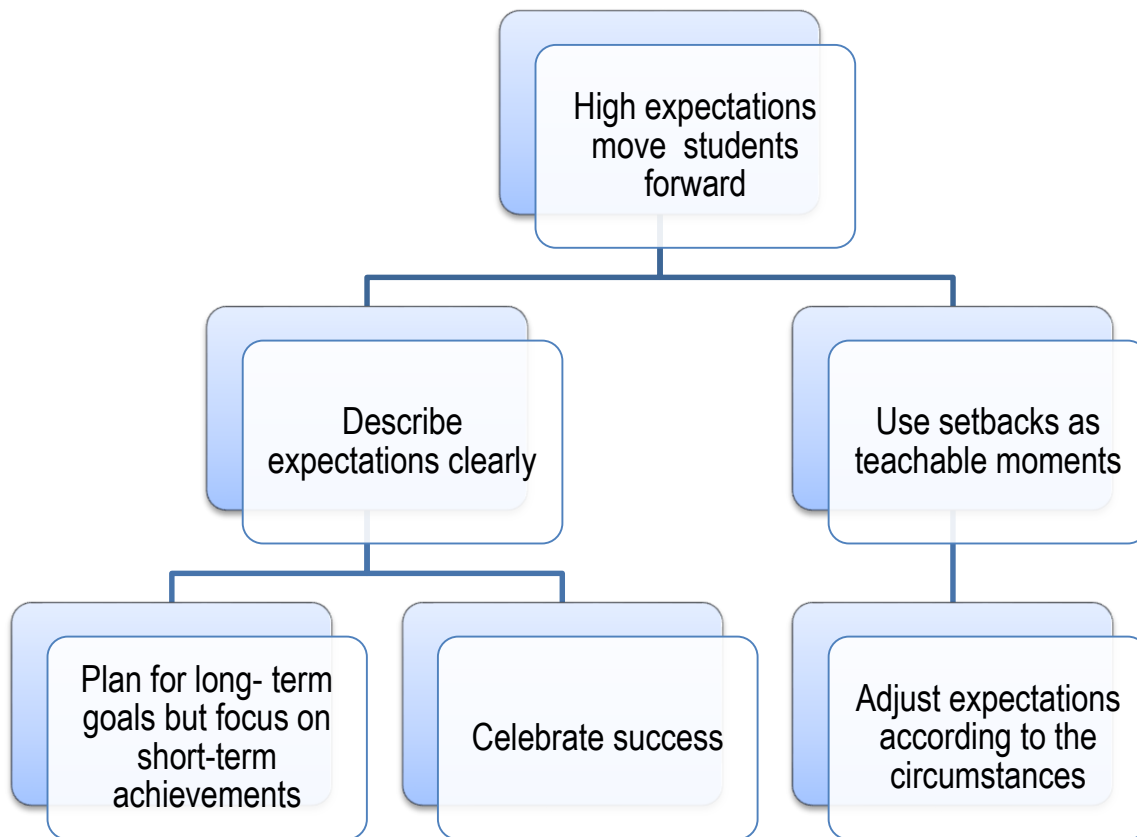 High expectations
move  students
forward
Describe
expectations clearly
Use setbacks as
teachable moments
Plan for long- term
goals but focus on
short-term
achievements
Celebrate success
Adjust expectations
according to the
circumstances